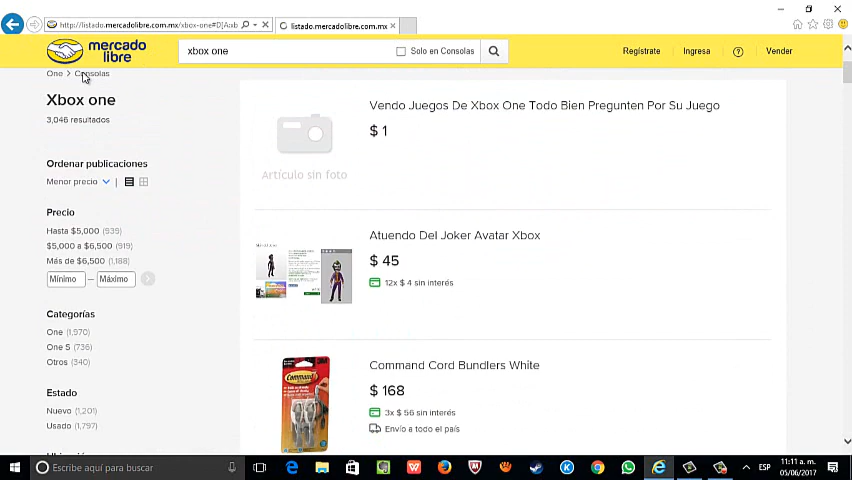 http://listado.mercadolibre.com.mx/xbox-one#D[A:xb
listado.mercadolibre.com.mx
mercado
libre
xbox one
Solo en Consolas
Regístrate
Ingresa
Vender
One > Consolas
Xbox one
3,046 resultados
Ordenar publicaciones
Menor precio
Precio
Hasta $5,000 (939)
$5,000 a $6,500 (919)
Más de $6,500 (1,188)
Mínimo — Máximo
Categorías
One (1,970)
One S (736)
Otros (340)
Estado
Nuevo (1,201)
Usado (1,797)
Artículo sin foto
Vendo Juegos De Xbox One Todo Bien Pregunten Por Su Juego
$ 1
Atuendo Del Joker Avatar Xbox
$ 45
12x $ 4 sin interés
Command Cord Bundlers White
$ 168
3x $ 56 sin interés
Envío a todo el país
Command
Escribe aquí para buscar
ESP
11:11 a. m.
05/06/2017